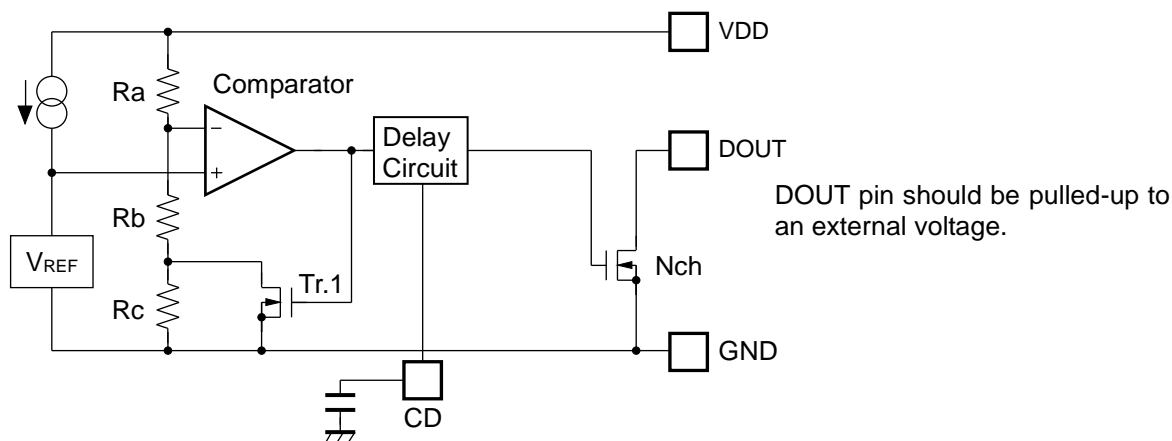 VDD
Ra
Comparator
−
+
Delay
Circuit
DOUT
DOUT pin should be pulled-up to
an external voltage.
Rb
VREF
Nch
Tr.1
Rc
GND
CD